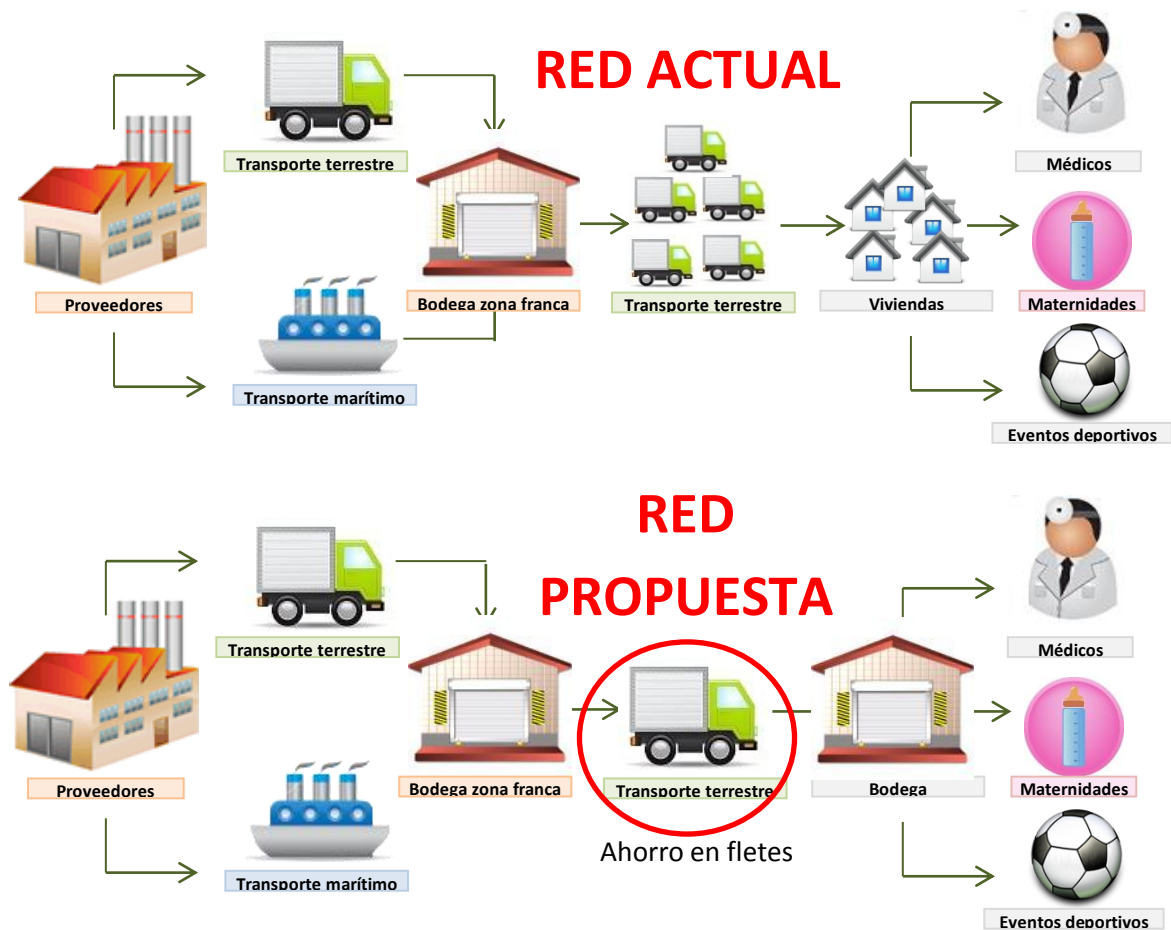 RED ACTUAL
Transporte terrestre
Médicos
Proveedores
Bodega zona franca
Transporte terrestre
Viviendas
Maternidades
Transporte marítimo
Eventos deportivos
RED
PROPUESTA
Transporte terrestre
Médicos
Proveedores
Bodega zona franca
Transporte terrestre
Bodega
Maternidades
Ahorro en fletes
Transporte marítimo
Eventos deportivos